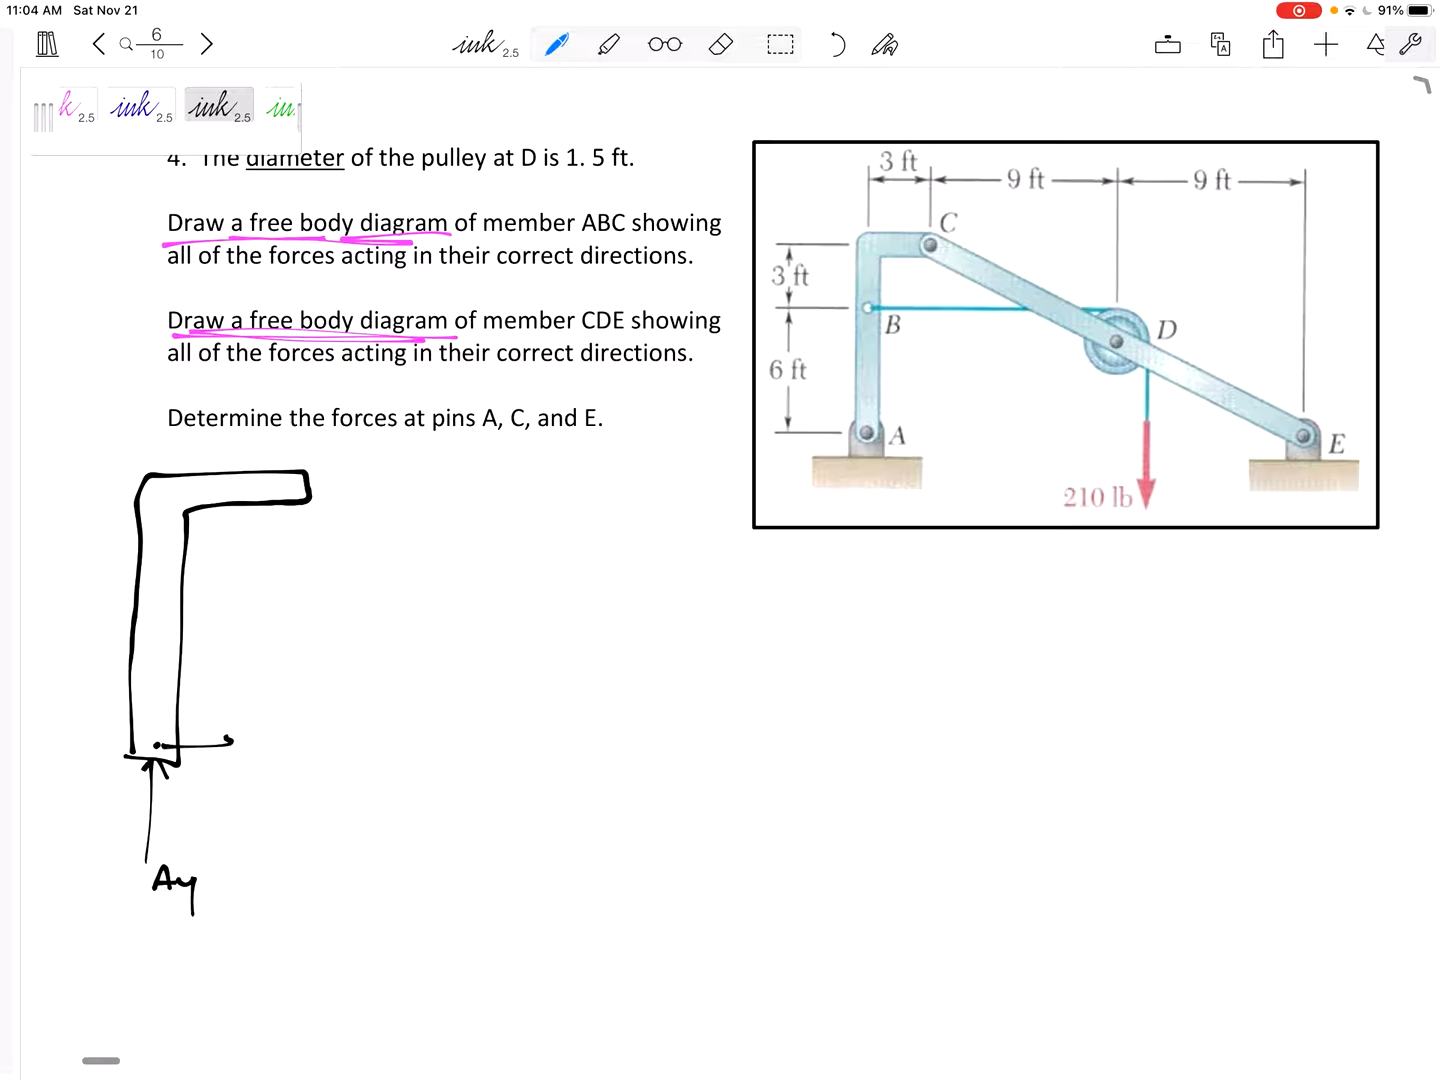 11:04 AM Sat Nov 21
91%
6
10
ink 2.5
k 2.5
ink 2.5
ink 2.5
in
4. The diameter of the pulley at D is 1. 5 ft.
Draw a free body diagram of member ABC showing
all of the forces acting in their correct directions.
Draw a free body diagram of member CDE showing
all of the forces acting in their correct directions.
Determine the forces at pins A, C, and E.
3 ft
9 ft
9 ft
C
3 ft
B
D
6 ft
A
E
210 lb
Ay